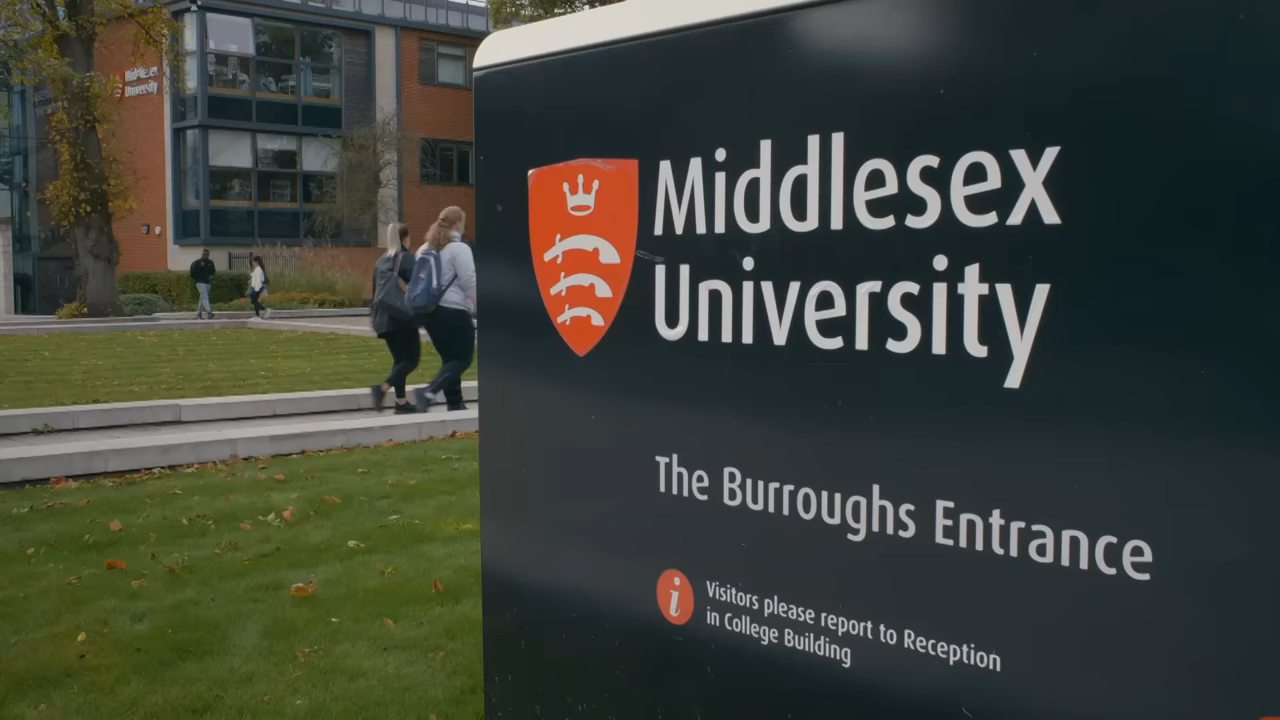 Middlesex
University
Middlesex
University
The Burroughs Entrance
i
Visitors please report to Reception
in College Building